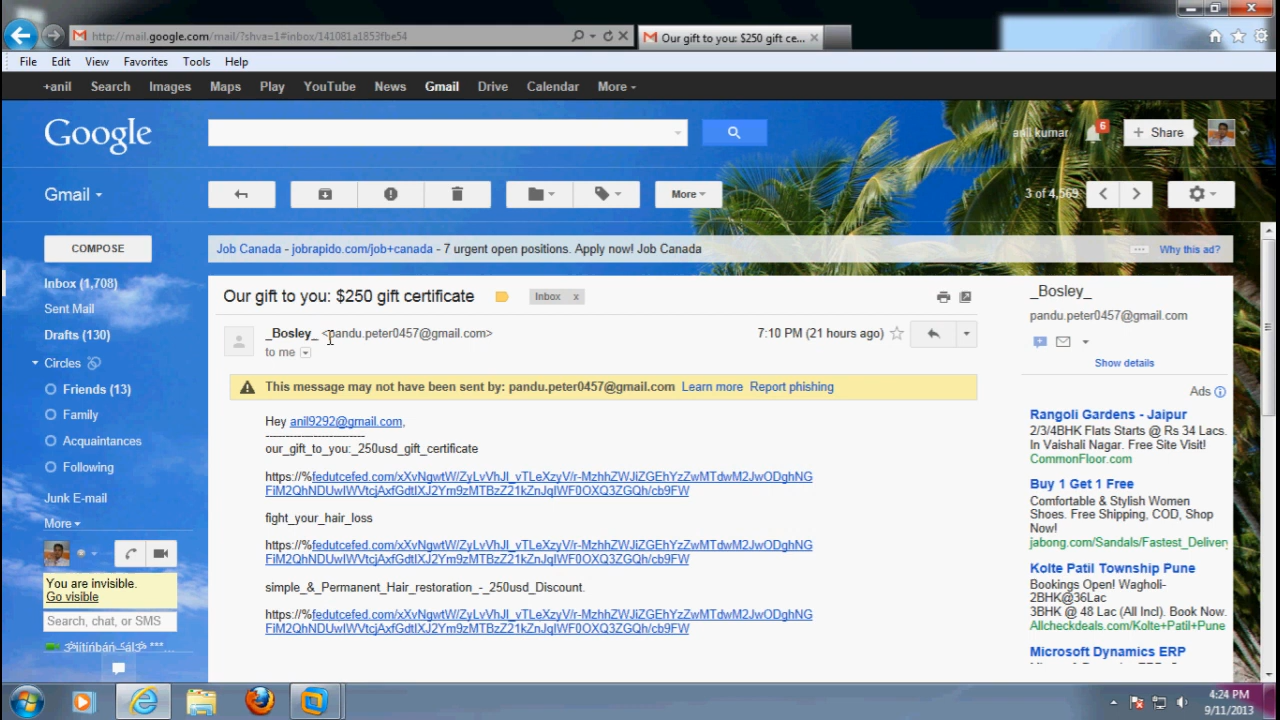 http://mail.google.com/mail/?shva=1#inbox/141081a1853fbe54
Our gift to you: $250 gift ce...
File Edit View Favorites Tools Help
+anil Search Images Maps Play YouTube News Gmail Drive Calendar More
Google
anil kumar 6 + Share
Gmail
More
3 of 4,569
COMPOSE
Job Canada - jobrapido.com/job+canada - 7 urgent open positions. Apply now! Job Canada
Why this ad?
Inbox (1,708)
Sent Mail
Drafts (130)
Circles
Friends (13)
Family
Acquaintances
Following
Junk E-mail
More
You are invisible.
Go visible
Search, chat, or SMS
Our gift to you: $250 gift certificate
Inbox x
_Bosley_ <pandu.peter0457@gmail.com>
7:10 PM (21 hours ago)
to me
This message may not have been sent by: pandu.peter0457@gmail.com Learn more Report phishing
Hey anil9292@gmail.com,
-------------------------
our_gift_to_you:_250usd_gift_certificate
https://%fedutcefed.com/xXvNgwtW/ZyLvVhJI_vTLeXzyV/r-MzhhZWJiZGEhYzZwMTdwM2JwODghNG
FiM2QhNDUwIWVtcjAxfGdtIXJ2Ym9zMTBzZ21kZnJqIWF0OXQ3ZGQh/cb9FW
fight_your_hair_loss
https://%fedutcefed.com/xXvNgwtW/ZyLvVhJI_vTLeXzyV/r-MzhhZWJiZGEhYzZwMTdwM2JwODghNG
FiM2QhNDUwIWVtcjAxfGdtIXJ2Ym9zMTBzZ21kZnJqIWF0OXQ3ZGQh/cb9FW
simple_&_Permanent_Hair_restoration_-_250usd_Discount.
https://%fedutcefed.com/xXvNgwtW/ZyLvVhJI_vTLeXzyV/r-MzhhZWJiZGEhYzZwMTdwM2JwODghNG
FiM2QhNDUwIWVtcjAxfGdtIXJ2Ym9zMTBzZ21kZnJqIWF0OXQ3ZGQh/cb9FW
_Bosley_
pandu.peter0457@gmail.com
Show details
Ads
Rangoli Gardens - Jaipur
2/3/4BHK Flats Starts @ Rs 34 Lacs.
In Vaishali Nagar. Free Site Visit!
CommonFloor.com
Buy 1 Get 1 Free
Comfortable & Stylish Women
Shoes. Free Shipping, COD, Shop
Now!
jabong.com/Sandals/Fastest_Delivery
Kolte Patil Township Pune
Bookings Open! Wagholi-
2BHK@36Lac
3BHK @ 48 Lac (All Incl). Book Now.
Allcheckdeals.com/Kolte+Patil+Pune
Microsoft Dynamics ERP
4:24 PM
9/11/2013